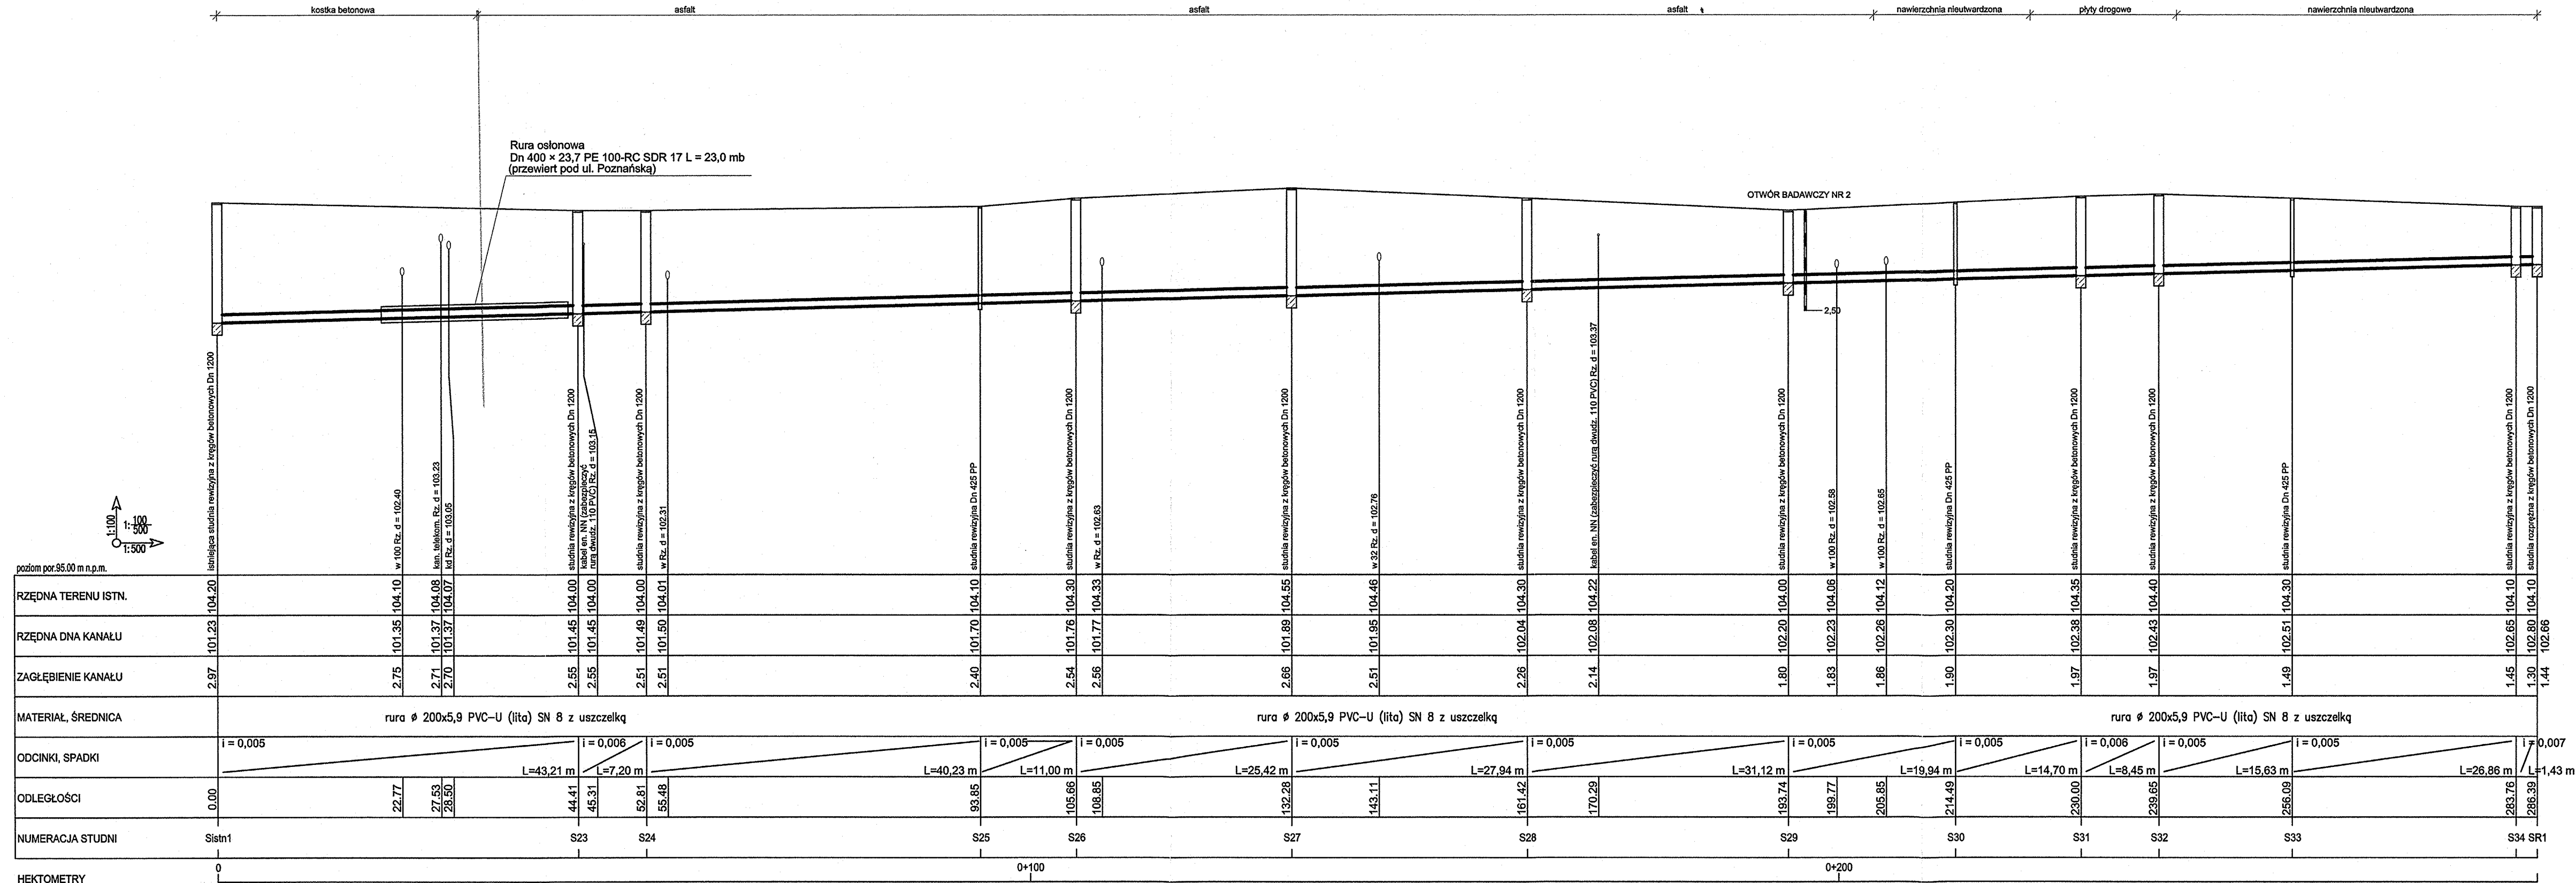 kostka betonowa
asfalt
asfalt
asfalt
nawierzchnia nieutwardzona
płyty drogowe
nawierzchnia nieutwardzona
Rura osłonowa
Dn 400 × 23,7 PE 100-RC SDR 17 L = 23,0 mb
(przewiert pod ul. Poznańską)
OTWÓR BADAWCZY NR 2
2,50
1:100
1: 100/500
1:500
istniejąca studnia rewizyjna z kręgów betonowych Dn 1200
w 100 Rz. d = 102.40
kan. telekom. Rz. d = 103.23
kd Rz. d = 103.05
studnia rewizyjna z kręgów betonowych Dn 1200
kabel en. NN (zabezpieczyć
rurą dwudz. 110 PVC) Rz. d = 103.15
studnia rewizyjna z kręgów betonowych Dn 1200
w Rz. d = 102.31
studnia rewizyjna Dn 425 PP
studnia rewizyjna z kręgów betonowych Dn 1200
w Rz. d = 102.63
studnia rewizyjna z kręgów betonowych Dn 1200
w 32 Rz. d = 102.76
studnia rewizyjna z kręgów betonowych Dn 1200
kabel en. NN (zabezpieczyć rurą dwudz. 110 PVC) Rz. d = 103.37
studnia rewizyjna z kręgów betonowych Dn 1200
w 100 Rz. d = 102.58
w 100 Rz. d = 102.65
studnia rewizyjna Dn 425 PP
studnia rewizyjna z kręgów betonowych Dn 1200
studnia rewizyjna z kręgów betonowych Dn 1200
studnia rewizyjna Dn 425 PP
studnia rewizyjna z kręgów betonowych Dn 1200
studnia rozprężna z kręgów betonowych Dn 1200
poziom por.95.00 m n.p.m.
RZĘDNA TERENU ISTN. 104.20 104.10 104.08 104.07 104.00 104.00 104.00 104.01 104.10 104.30 104.33 104.55 104.46 104.30 104.22 104.00 104.06 104.12 104.20 104.35 104.40 104.30 104.10 104.10
RZĘDNA DNA KANAŁU 101.23 101.35 101.37 101.37 101.45 101.45 101.49 101.50 101.70 101.76 101.77 101.89 101.95 102.04 102.08 102.20 102.23 102.26 102.30 102.38 102.43 102.51 102.65 102.80 102.66
ZAGŁĘBIENIE KANAŁU 2.97 2.75 2.71 2.70 2.55 2.55 2.51 2.51 2.40 2.54 2.56 2.66 2.51 2.26 2.14 1.80 1.83 1.86 1.90 1.97 1.97 1.49 1.45 1.30 1.44
MATERIAŁ, ŚREDNICA rura ø 200x5,9 PVC-U (lita) SN 8 z uszczelką rura ø 200x5,9 PVC-U (lita) SN 8 z uszczelką rura ø 200x5,9 PVC-U (lita) SN 8 z uszczelką
i = 0,005 i = 0,006 i = 0,005 i = 0,005 i = 0,005 i = 0,005 i = 0,005 i = 0,005 i = 0,005 i = 0,006 i = 0,005 i = 0,005 i = 0,007
ODCINKI, SPADKI
L=43,21 m L=7,20 m L=40,23 m L=11,00 m L=25,42 m L=27,94 m L=31,12 m L=19,94 m L=14,70 m L=8,45 m L=15,63 m L=26,86 m L=1,43 m
ODLEGŁOŚCI 0.00 22.77 27.53 28.50 44.41 45.31 52.81 55.48 93.85 105.66 108.85 132.28 143.11 161.42 170.29 193.74 199.77 205.85 214.49 230.00 239.65 256.09 283.76 286.39
NUMERACJA STUDNI Sistn1 S23 S24 S25 S26 S27 S28 S29 S30 S31 S32 S33 S34 SR1
HEKTOMETRY 0 0+100 0+200